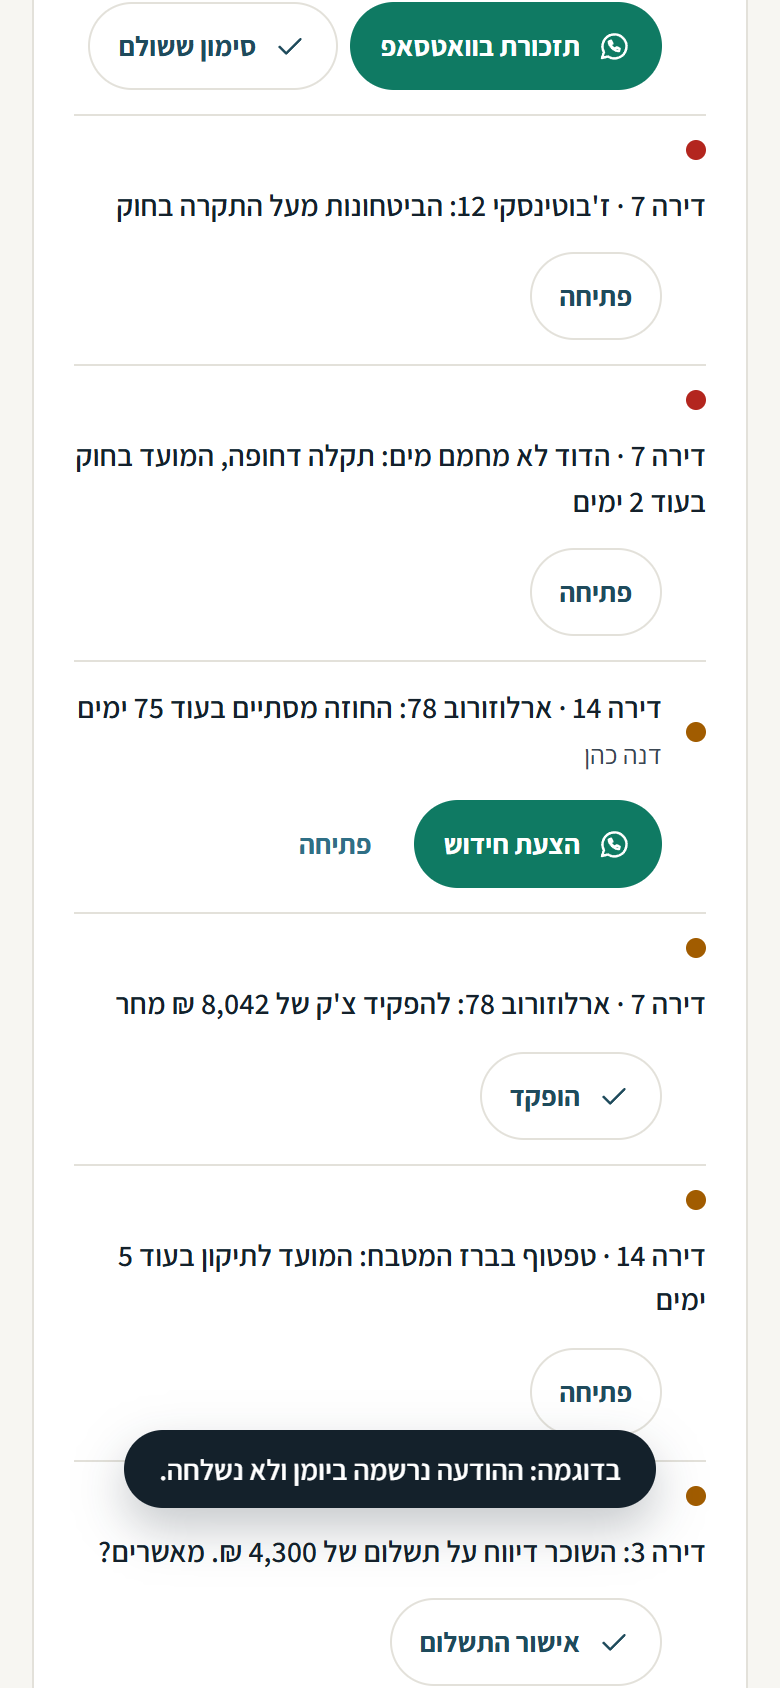 תזכורת בוואטסאפ
סימון ששולם
דירה 7 · ז'בוטינסקי 12: הביטחונות מעל התקרה בחוק
פתיחה
דירה 7 · הדוד לא מחמם מים: תקלה דחופה, המועד בחוק
בעוד 2 ימים
פתיחה
דירה 14 · ארלוזורוב 78: החוזה מסתיים בעוד 75 ימים
דנה כהן
הצעת חידוש
פתיחה
דירה 7 · ארלוזורוב 78: להפקיד צ'ק של 8,042 ₪ מחר
הופקד
דירה 14 · טפטוף בברז המטבח: המועד לתיקון בעוד 5
ימים
פתיחה
בדוגמה: ההודעה נרשמה ביומן ולא נשלחה.
דירה 3: השוכר דיווח על תשלום של 4,300 ₪. מאשרים?
אישור התשלום